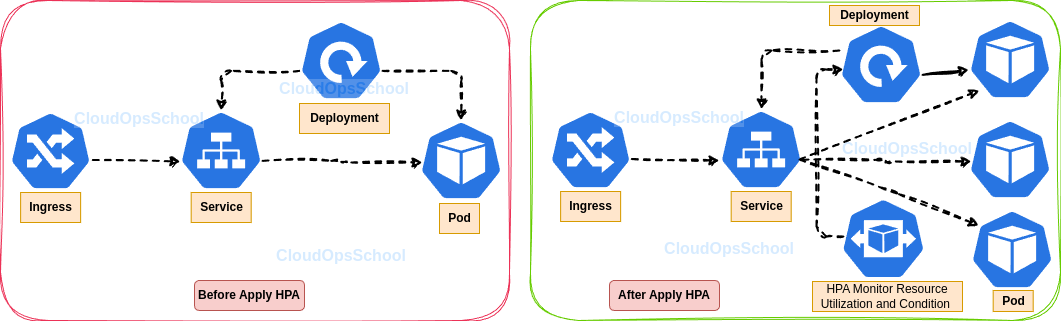 Deployment
CloudOpsSchool
CloudOpsSchool
Ingress
Service
Pod
CloudOpsSchool
Before Apply HPA
Deployment
CloudOpsSchool
CloudOpsSchool
Ingress
Service
CloudOpsSchool
HPA Monitor Resource
Utilization and Condition
Pod
After Apply HPA